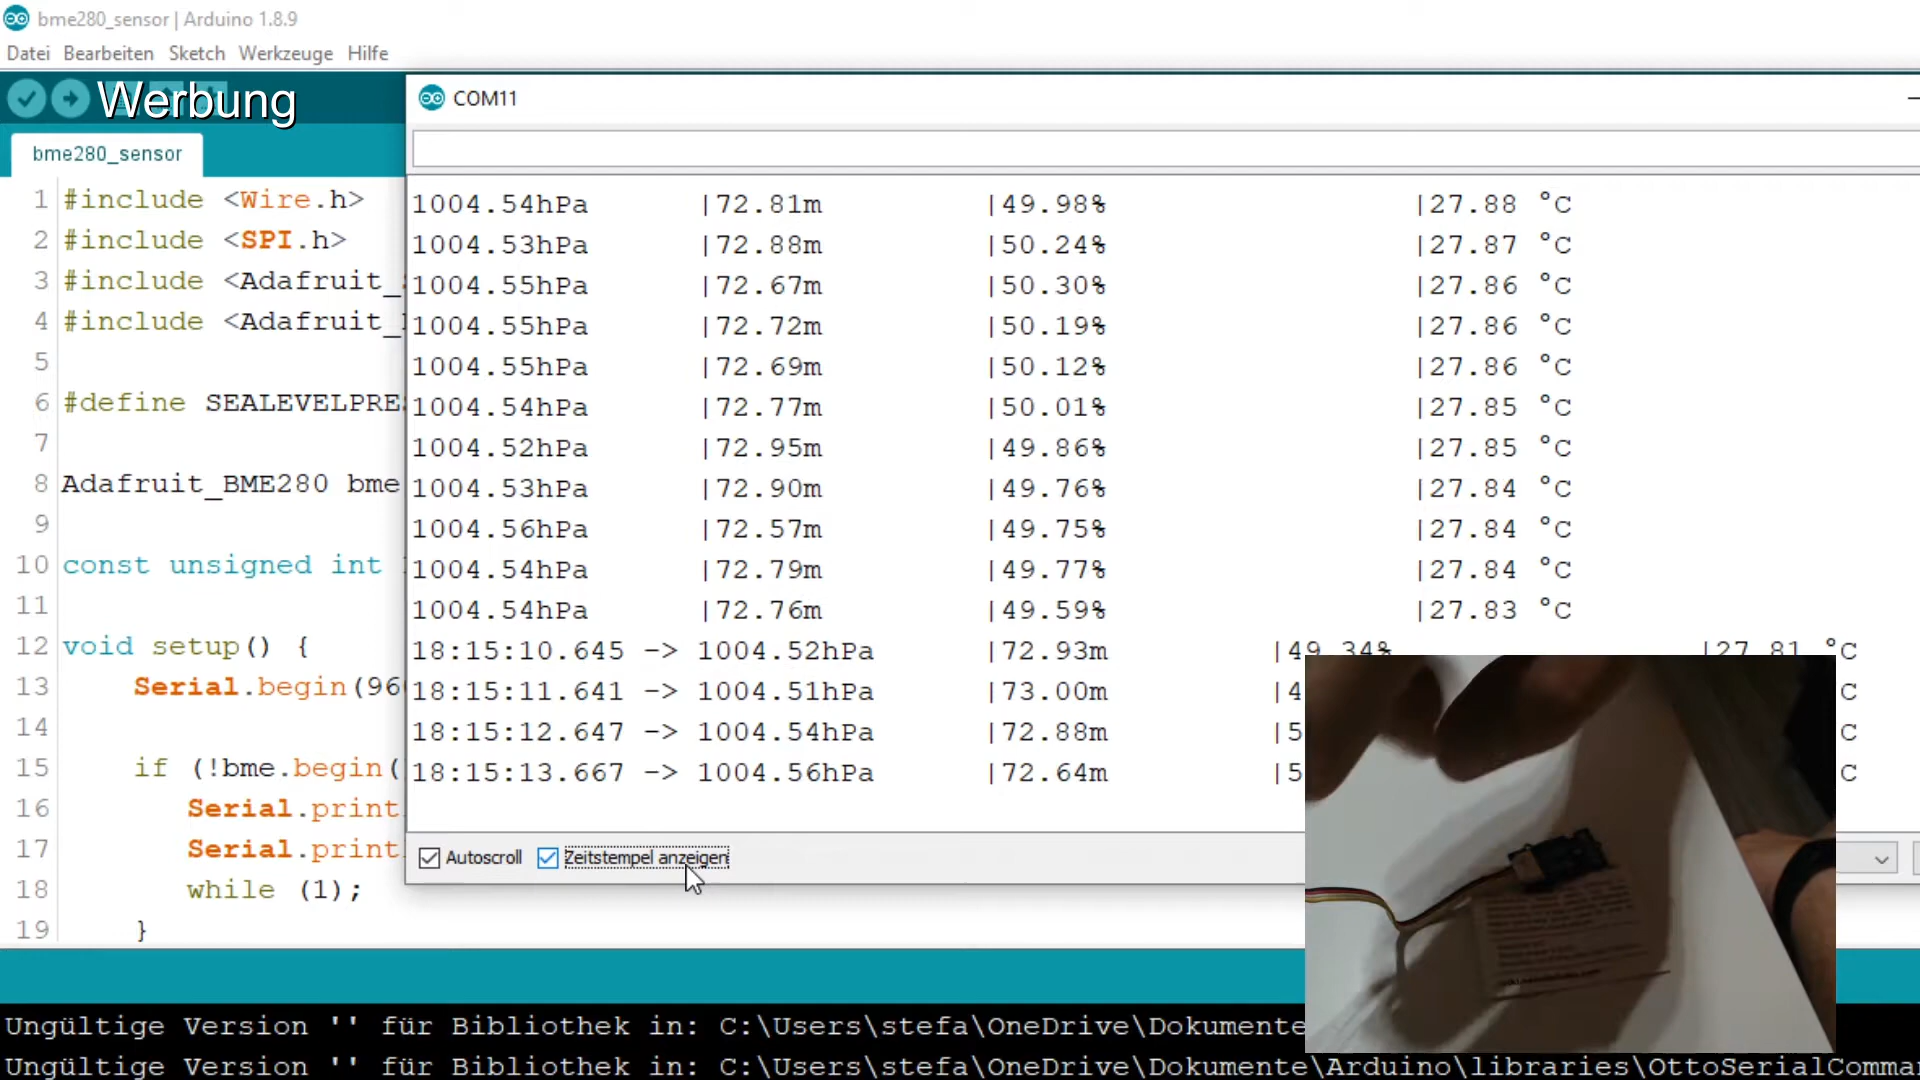 bme280_sensor | Arduino 1.8.9
Datei Bearbeiten Sketch Werkzeuge Hilfe
Werbung
COM11
bme280_sensor
1 #include <Wire.h>
2 #include <SPI.h>
3 #include <Adafruit_
4 #include <Adafruit_
5
6 #define SEALEVELPRES
7
8 Adafruit_BME280 bme
9
10 const unsigned int
11
12 void setup() {
13 Serial.begin(960
14
15 if (!bme.begin(
16 Serial.print
17 Serial.print
18 while (1);
19 }
1004.54hPa |72.81m |49.98% |27.88 °C
1004.53hPa |72.88m |50.24% |27.87 °C
1004.55hPa |72.67m |50.30% |27.86 °C
1004.55hPa |72.72m |50.19% |27.86 °C
1004.55hPa |72.69m |50.12% |27.86 °C
1004.54hPa |72.77m |50.01% |27.85 °C
1004.52hPa |72.95m |49.86% |27.85 °C
1004.53hPa |72.90m |49.76% |27.84 °C
1004.56hPa |72.57m |49.75% |27.84 °C
1004.54hPa |72.79m |49.77% |27.84 °C
1004.54hPa |72.76m |49.59% |27.83 °C
18:15:10.645 -> 1004.52hPa |72.93m |49.34% |27.81 °C
18:15:11.641 -> 1004.51hPa |73.00m |4 C
18:15:12.647 -> 1004.54hPa |72.88m |5 C
18:15:13.667 -> 1004.56hPa |72.64m |5 C
Autoscroll Zeitstempel anzeigen
Ungültige Version '' für Bibliothek in: C:\Users\stefa\OneDrive\Dokumente
Ungültige Version '' für Bibliothek in: C:\Users\stefa\OneDrive\Dokumente\Arduino\libraries\OttoSerialComma